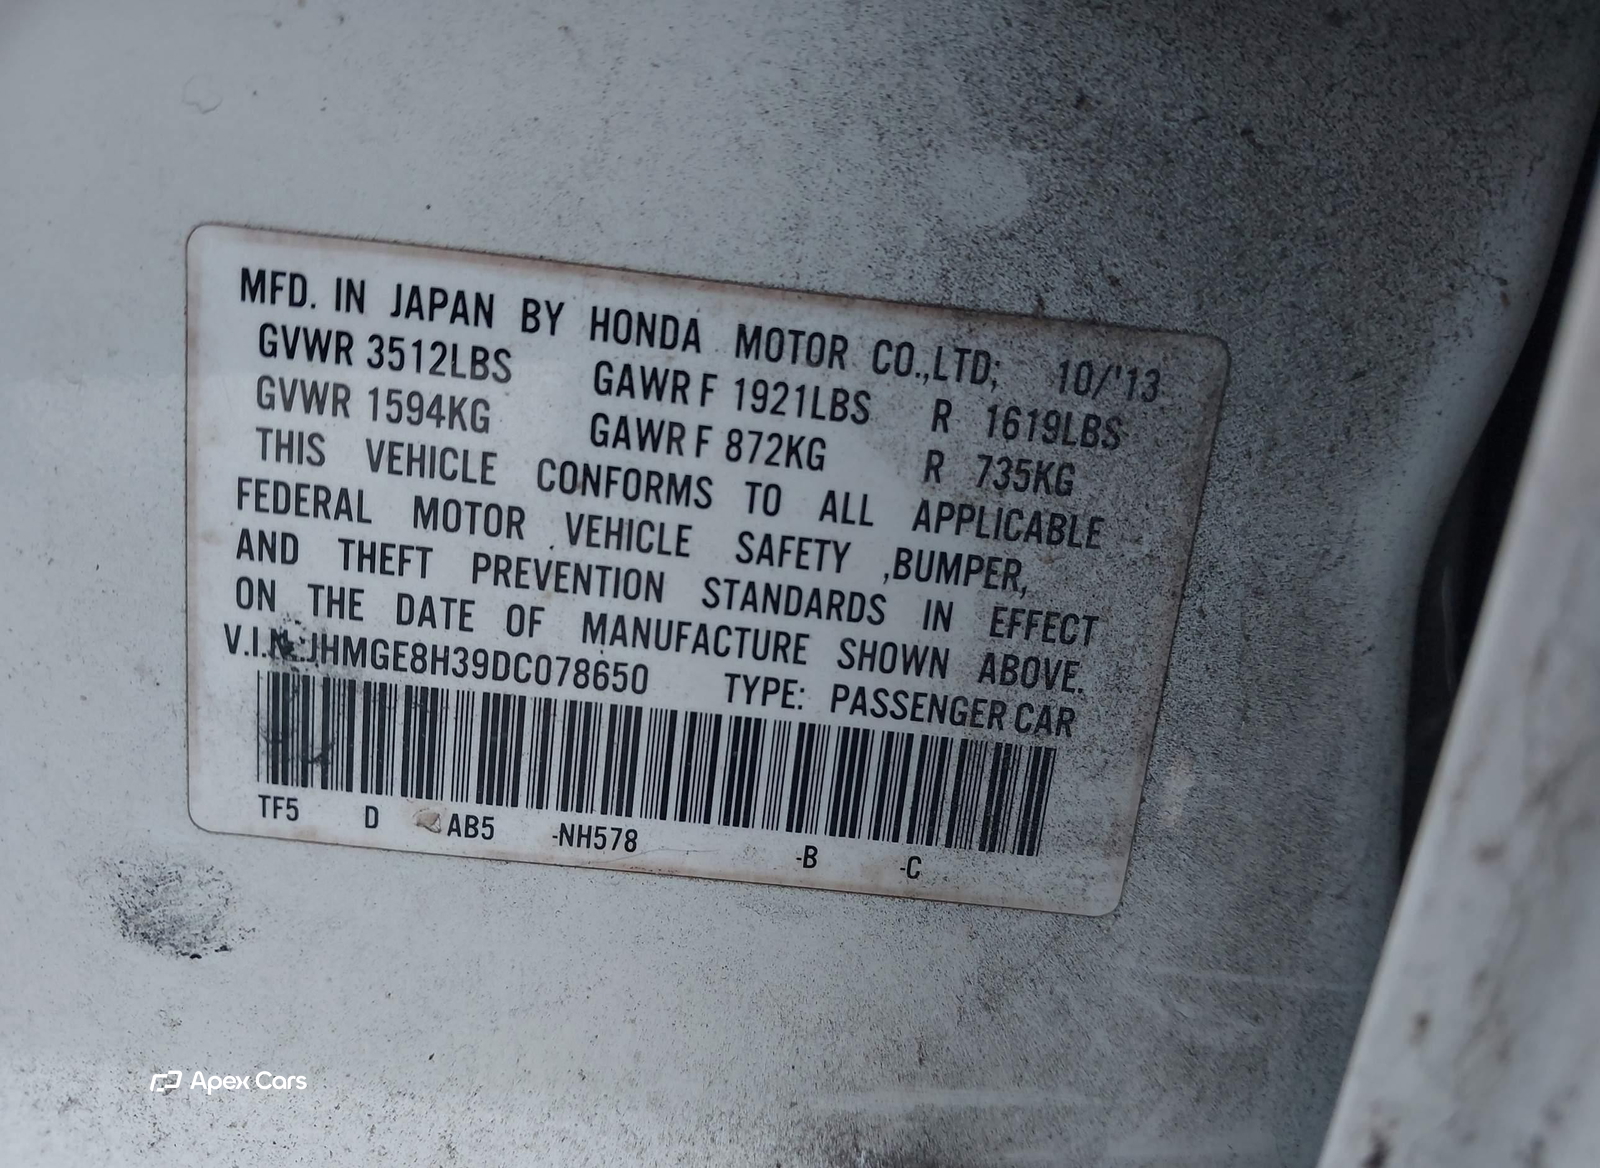 MFD. IN JAPAN BY HONDA MOTOR CO.,LTD; 10/'13
GVWR 3512LBS GAWR F 1921LBS R 1619LBS
GVWR 1594KG GAWR F 872KG R 735KG
THIS VEHICLE CONFORMS TO ALL APPLICABLE
FEDERAL MOTOR VEHICLE SAFETY ,BUMPER,
AND THEFT PREVENTION STANDARDS IN EFFECT
ON THE DATE OF MANUFACTURE SHOWN ABOVE.
V.I.N.:JHMGE8H39DC078650 TYPE: PASSENGER CAR
TF5 D AB5 -NH578 -B -C
Apex Cars